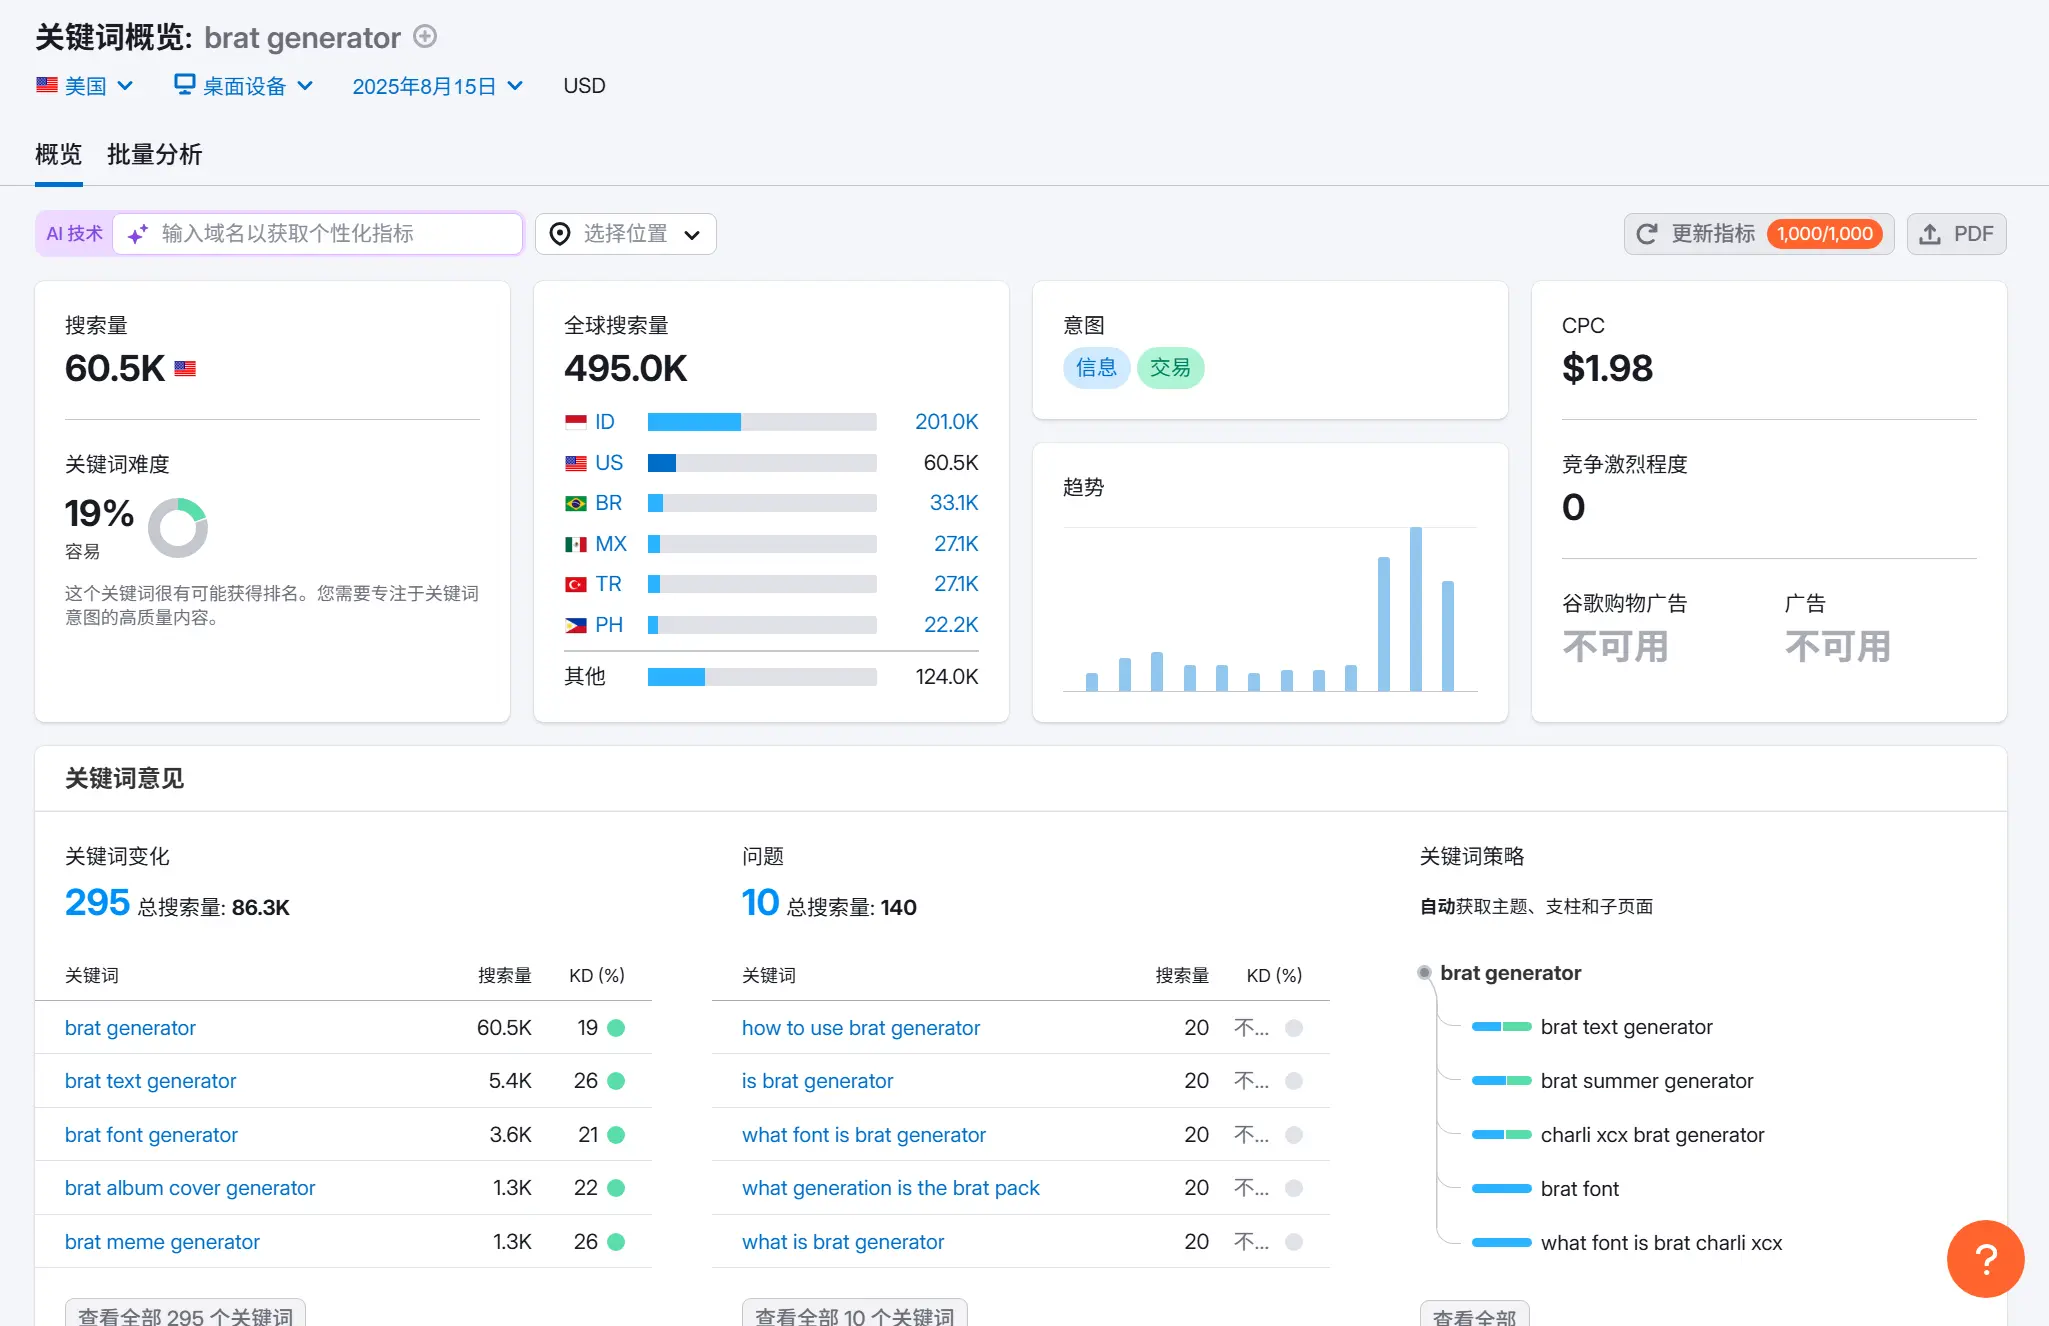 关键词概览: brat generator
美国 桌面设备 2025年8月15日 USD
概览 批量分析
AI 技术 输入域名以获取个性化指标 选择位置 更新指标 1,000/1,000 PDF
搜索量
60.5K
关键词难度
19%
容易
这个关键词很有可能获得排名。您需要专注于关键词
意图的高质量内容。
全球搜索量
495.0K
ID 201.0K
US 60.5K
BR 33.1K
MX 27.1K
TR 27.1K
PH 22.2K
其他 124.0K
意图
信息 交易
趋势
CPC
$1.98
竞争激烈程度
0
谷歌购物广告 广告
不可用 不可用
关键词意见
关键词变化
295 总搜索量: 86.3K
关键词 搜索量 KD (%)
brat generator 60.5K 19
brat text generator 5.4K 26
brat font generator 3.6K 21
brat album cover generator 1.3K 22
brat meme generator 1.3K 26
查看全部 295 个关键词
问题
10 总搜索量: 140
关键词 搜索量 KD (%)
how to use brat generator 20 不...
is brat generator 20 不...
what font is brat generator 20 不...
what generation is the brat pack 20 不...
what is brat generator 20 不...
查看全部 10 个关键词
关键词策略
自动获取主题、支柱和子页面
brat generator
brat text generator
brat summer generator
charli xcx brat generator
brat font
what font is brat charli xcx
查看全部
?